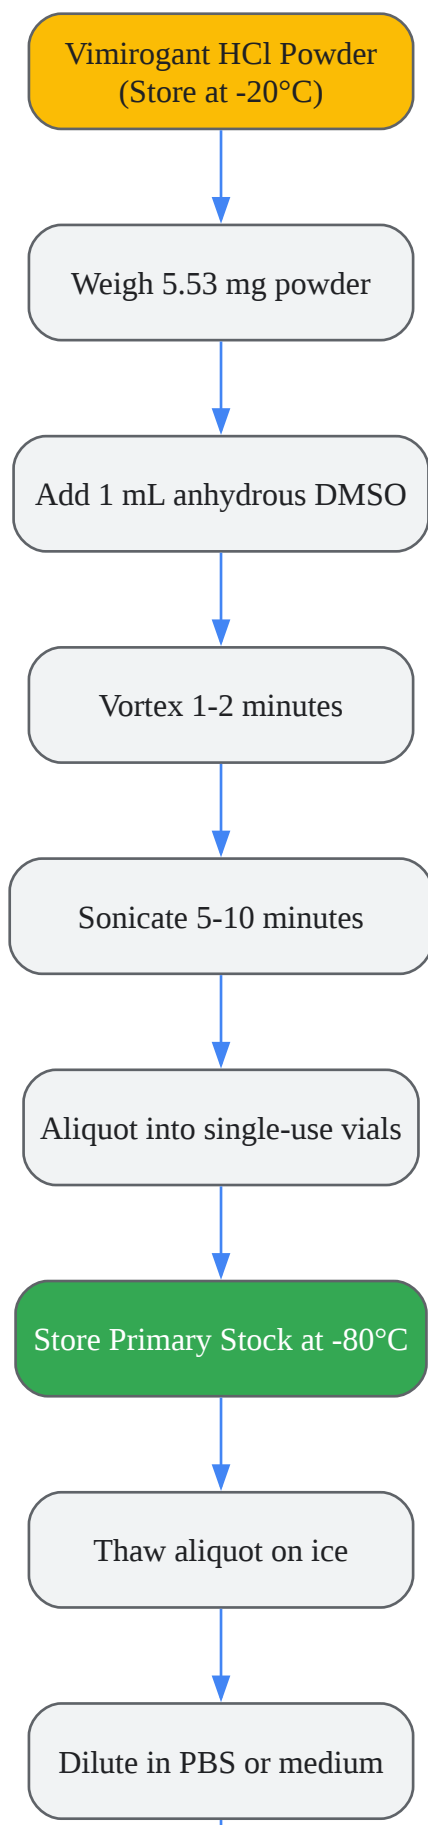 Vimirogant HCl Powder
(Store at -20°C)
Weigh 5.53 mg powder
Add 1 mL anhydrous DMSO
Vortex 1-2 minutes
Sonicate 5-10 minutes
Aliquot into single-use vials
Store Primary Stock at -80°C
Thaw aliquot on ice
Dilute in PBS or medium